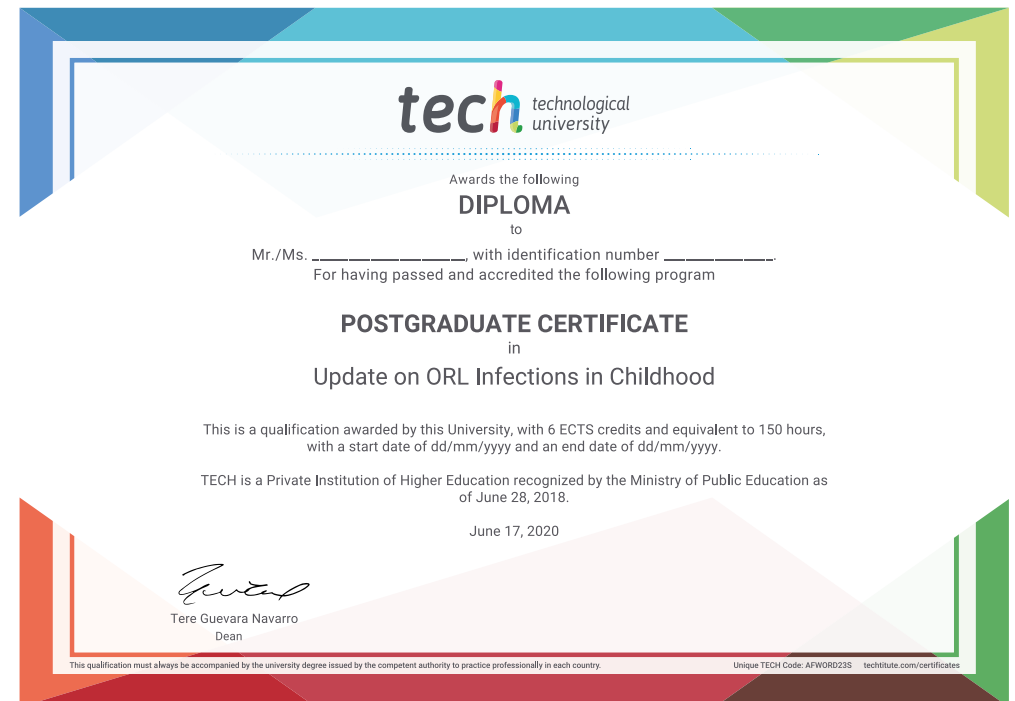 tech technological
university
Awards the following
DIPLOMA
to
Mr./Ms. ____________________, with identification number ______________.
For having passed and accredited the following program
POSTGRADUATE CERTIFICATE
in
Update on ORL Infections in Childhood
This is a qualification awarded by this University, with 6 ECTS credits and equivalent to 150 hours,
with a start date of dd/mm/yyyy and an end date of dd/mm/yyyy.
TECH is a Private Institution of Higher Education recognized by the Ministry of Public Education as
of June 28, 2018.
June 17, 2020
Tere Guevara Navarro
Dean
This qualification must always be accompanied by the university degree issued by the competent authority to practice professionally in each country.
Unique TECH Code: AFWORD23S techtitute.com/certificates